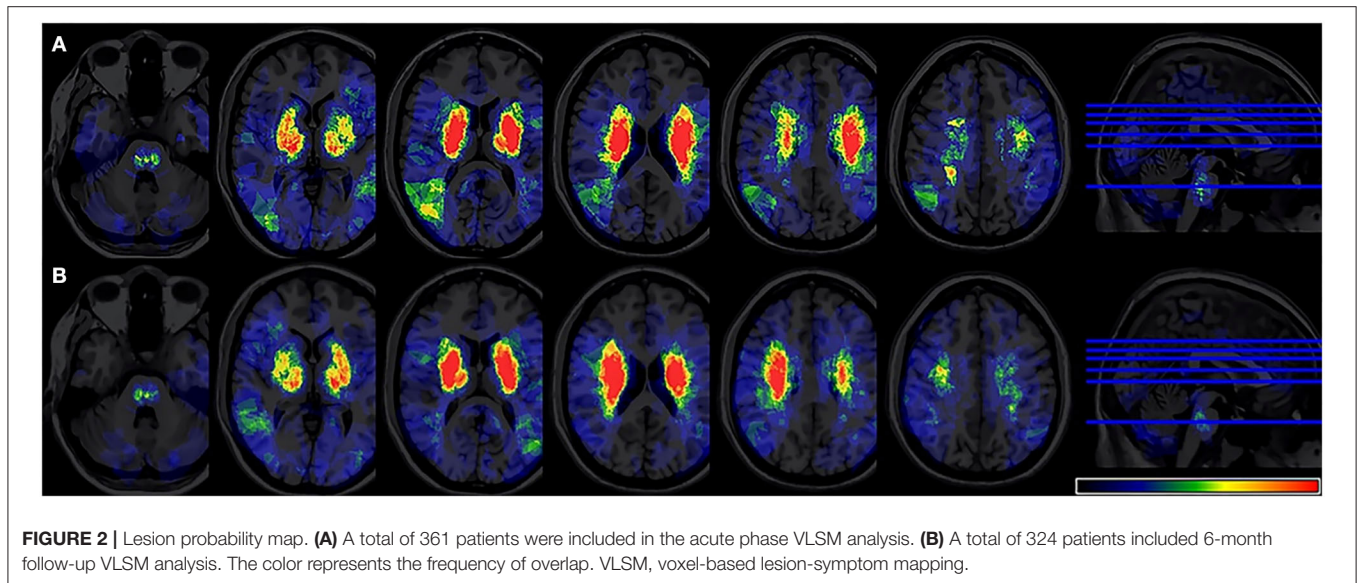 A
B
FIGURE 2 | Lesion probability map. (A) A total of 361 patients were included in the acute phase VLSM analysis. (B) A total of 324 patients included 6-month
follow-up VLSM analysis. The color represents the frequency of overlap. VLSM, voxel-based lesion-symptom mapping.